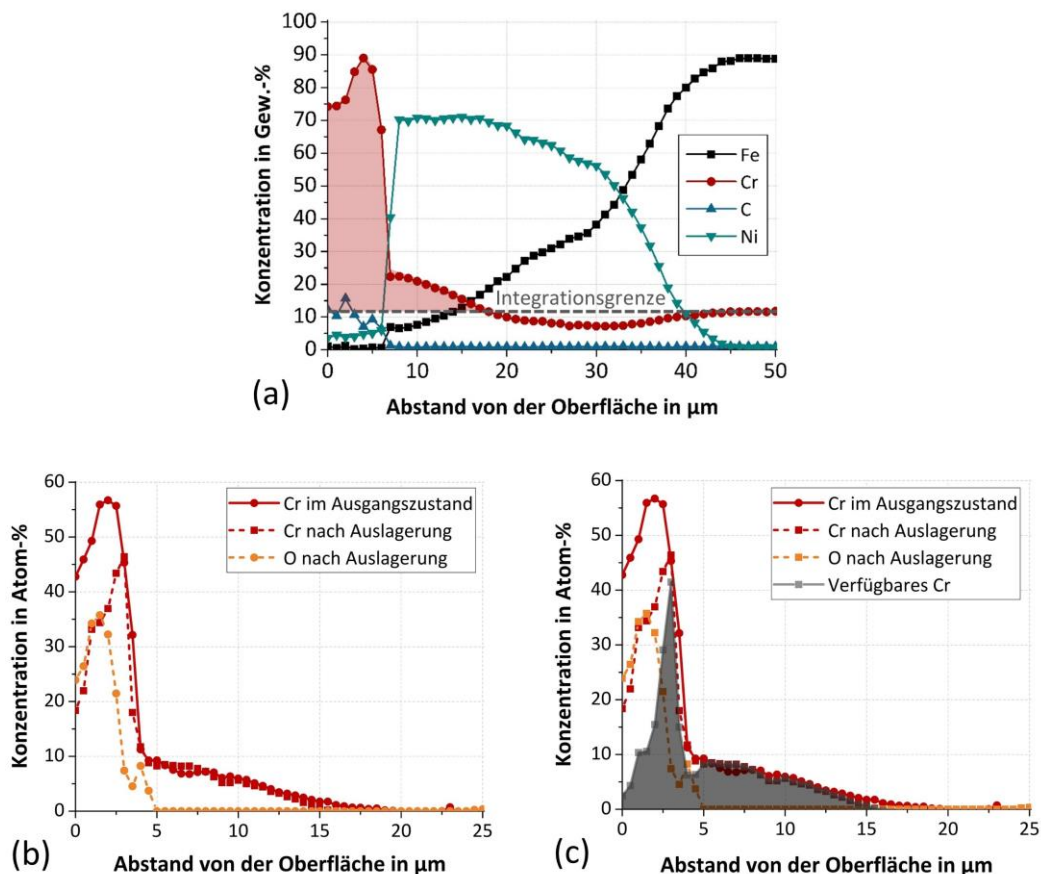 100
90
80
70
60
50
40
30
20
10
0
Konzentration in Gew.-%
Fe
Cr
C
Ni
Integrationsgrenze
0 10 20 30 40 50
(a)
Abstand von der Oberfläche in µm
60
50
40
30
20
10
0
Konzentration in Atom-%
Cr im Ausgangszustand
Cr nach Auslagerung
O nach Auslagerung
0 5 10 15 20 25
(b)
Abstand von der Oberfläche in µm
60
50
40
30
20
10
0
Konzentration in Atom-%
Cr im Ausgangszustand
Cr nach Auslagerung
O nach Auslagerung
Verfügbares Cr
0 5 10 15 20 25
(c)
Abstand von der Oberfläche in µm